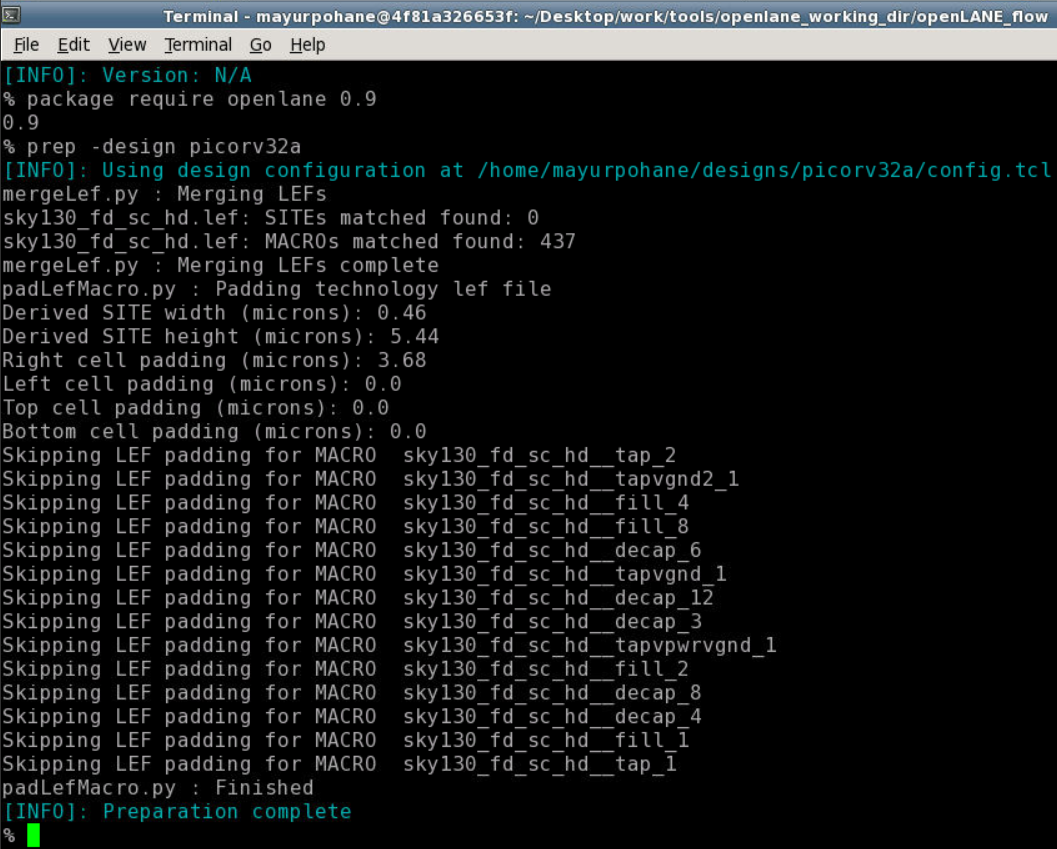 Terminal - mayurpohane@4f81a326653f: ~/Desktop/work/tools/openlane_working_dir/openLANE_flow
File Edit View Terminal Go Help
[INFO]: Version: N/A
% package require openlane 0.9
0.9
% prep -design picorv32a
[INFO]: Using design configuration at /home/mayurpohane/designs/picorv32a/config.tcl
mergeLef.py : Merging LEFs
sky130_fd_sc_hd.lef: SITEs matched found: 0
sky130_fd_sc_hd.lef: MACROs matched found: 437
mergeLef.py : Merging LEFs complete
padLefMacro.py : Padding technology lef file
Derived SITE width (microns): 0.46
Derived SITE height (microns): 5.44
Right cell padding (microns): 3.68
Left cell padding (microns): 0.0
Top cell padding (microns): 0.0
Bottom cell padding (microns): 0.0
Skipping LEF padding for MACRO  sky130_fd_sc_hd__tap_2
Skipping LEF padding for MACRO  sky130_fd_sc_hd__tapvgnd2_1
Skipping LEF padding for MACRO  sky130_fd_sc_hd__fill_4
Skipping LEF padding for MACRO  sky130_fd_sc_hd__fill_8
Skipping LEF padding for MACRO  sky130_fd_sc_hd__decap_6
Skipping LEF padding for MACRO  sky130_fd_sc_hd__tapvgnd_1
Skipping LEF padding for MACRO  sky130_fd_sc_hd__decap_12
Skipping LEF padding for MACRO  sky130_fd_sc_hd__decap_3
Skipping LEF padding for MACRO  sky130_fd_sc_hd__tapvpwrvgnd_1
Skipping LEF padding for MACRO  sky130_fd_sc_hd__fill_2
Skipping LEF padding for MACRO  sky130_fd_sc_hd__decap_8
Skipping LEF padding for MACRO  sky130_fd_sc_hd__decap_4
Skipping LEF padding for MACRO  sky130_fd_sc_hd__fill_1
Skipping LEF padding for MACRO  sky130_fd_sc_hd__tap_1
padLefMacro.py : Finished
[INFO]: Preparation complete
%